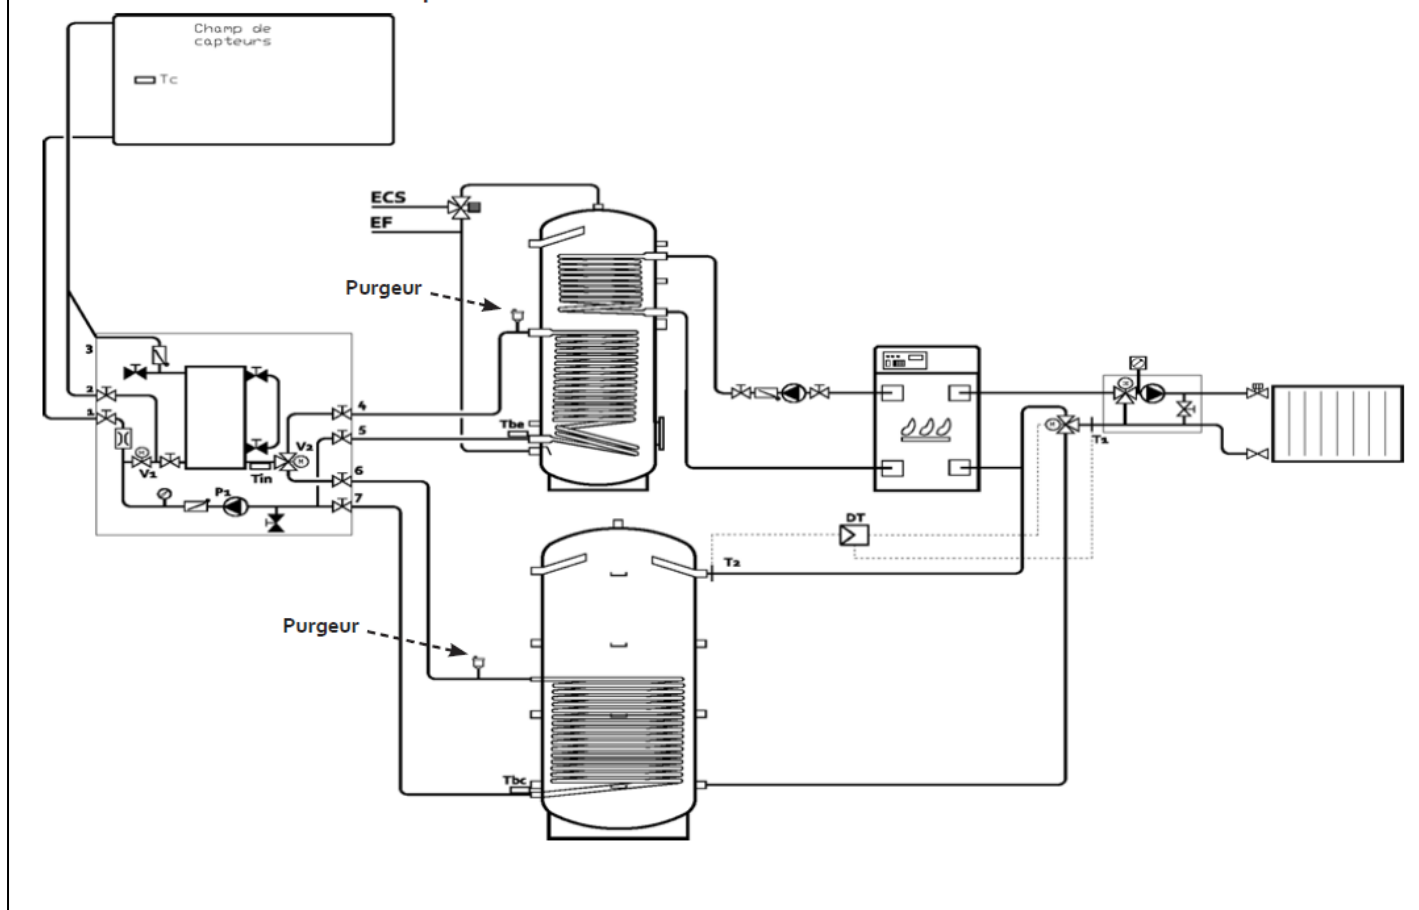 Champ de
capteurs
Tc
ECS
EF
Purgeur
3
2
1
4
5
V2
V1
Tin
6
7
P1
Tbe
T1
DT
T2
Purgeur
Tbc